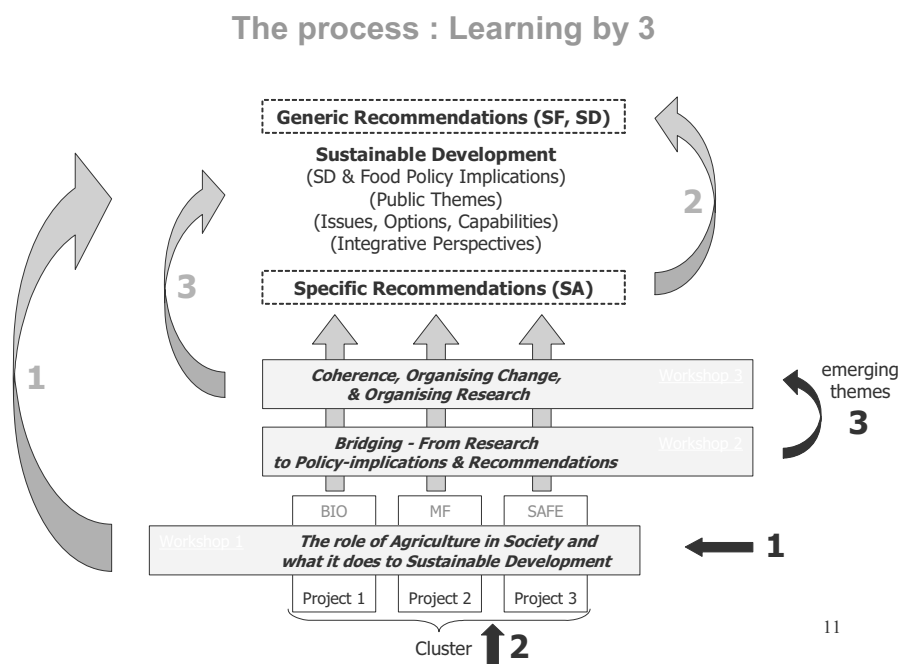 The process : Learning by 3
Generic Recommendations (SF, SD)
Sustainable Development
(SD & Food Policy Implications)
(Public Themes)
(Issues, Options, Capabilities)
(Integrative Perspectives)
2
3
Specific Recommendations (SA)
1
Coherence, Organising Change,
& Organising Research
Workshop 3
emerging
themes
3
Bridging - From Research
to Policy-implications & Recommendations
Workshop 2
BIO
MF
SAFE
Workshop 1
The role of Agriculture in Society and
what it does to Sustainable Development
1
Project 1
Project 2
Project 3
Cluster
2
11